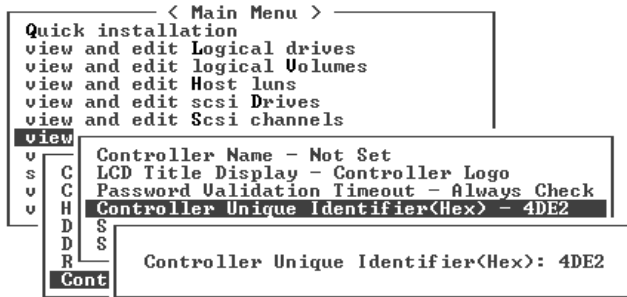 < Main Menu >
Quick installation
view and edit Logical drives
view and edit logical Volumes
view and edit Host luns
view and edit scsi Drives
view and edit Scsi channels
view
v
s
v
v
C
C
H
D
D
R
Cont
Controller Name - Not Set
LCD Title Display - Controller Logo
Password Validation Timeout - Always Check
Controller Unique Identifier(Hex) - 4DE2
S
S
Controller Unique Identifier(Hex): 4DE2